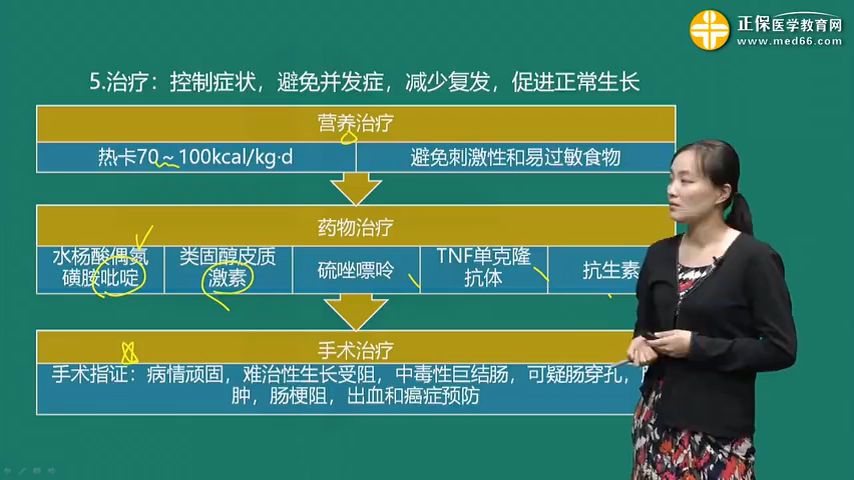 正保医学教育网
www.med66.com
5.治疗：控制症状，避免并发症，减少复发，促进正常生长
营养治疗
热卡70～100kcal/kg·d
避免刺激性和易过敏食物
药物治疗
水杨酸偶氮
磺胺吡啶
类固醇皮质
激素
硫唑嘌呤
TNF单克隆
抗体
抗生素
手术治疗
手术指证：病情顽固，难治性生长受阻，中毒性巨结肠，可疑肠穿孔，
肿，肠梗阻，出血和癌症预防